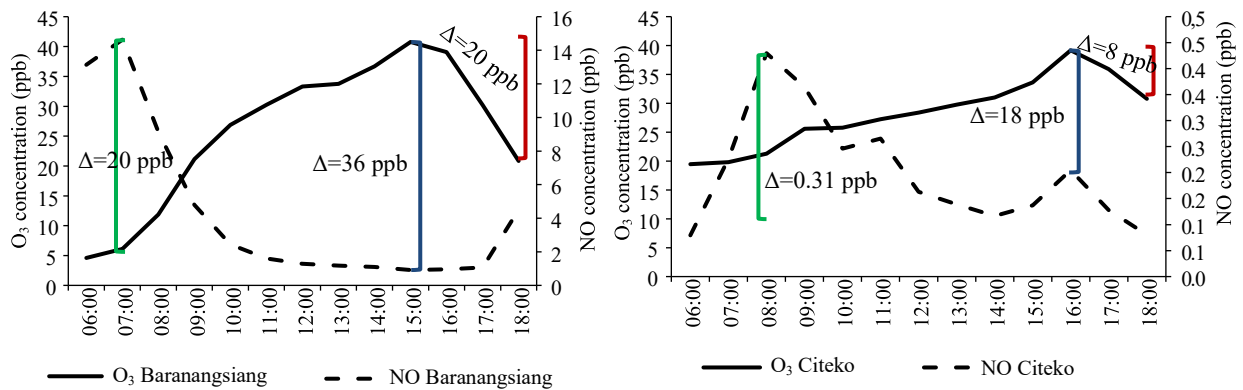 O₃ concentration (ppb)
45
40
35
30
25
20
15
10
5
0
Δ=20 ppb
Δ=36 ppb
Δ=20 ppb
16
14
12
10
8
6
4
2
0
NO concentration (ppb)
06:00 07:00 08:00 09:00 10:00 11:00 12:00 13:00 14:00 15:00 16:00 17:00 18:00
O₃ Baranangsiang NO Baranangsiang
O₃ concentration (ppb)
45
40
35
30
25
20
15
10
5
0
Δ=0.31 ppb
Δ=18 ppb
Δ=8 ppb
0,5
0,5
0,4
0,4
0,3
0,3
0,2
0,2
0,1
0,1
0,0
NO concentration (ppb)
06:00 07:00 08:00 09:00 10:00 11:00 12:00 13:00 14:00 15:00 16:00 17:00 18:00
O₃ Citeko NO Citeko